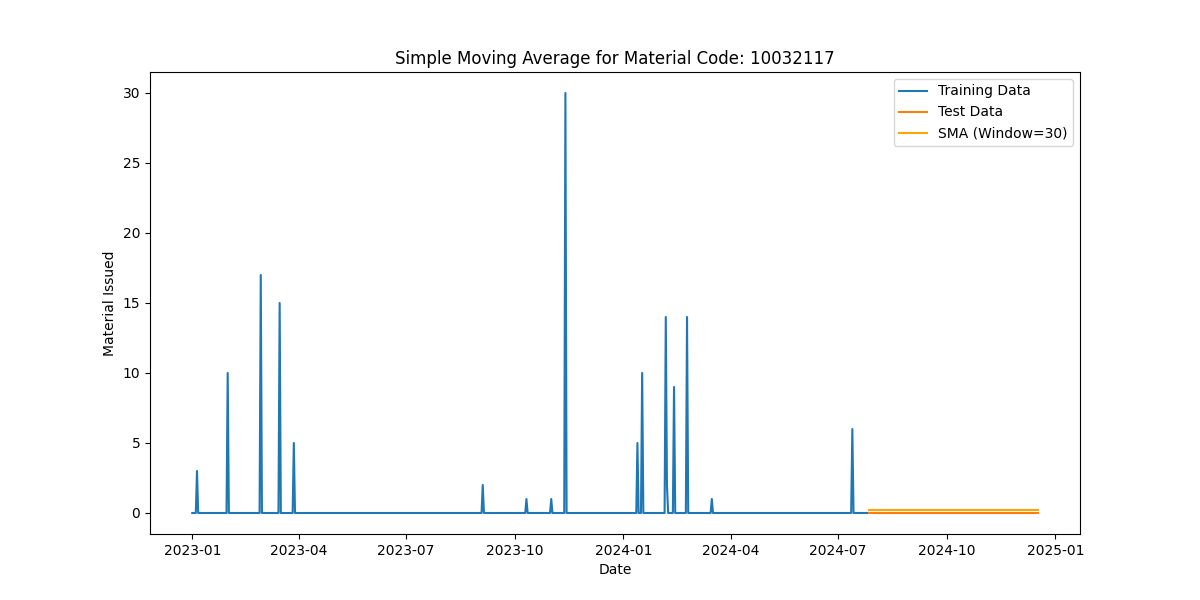 Simple Moving Average for Material Code: 10032117
Training Data
Test Data
SMA (Window=30)
30
25
20
15
10
5
0
Material Issued
2023-01 2023-04 2023-07 2023-10 2024-01 2024-04 2024-07 2024-10 2025-01
Date